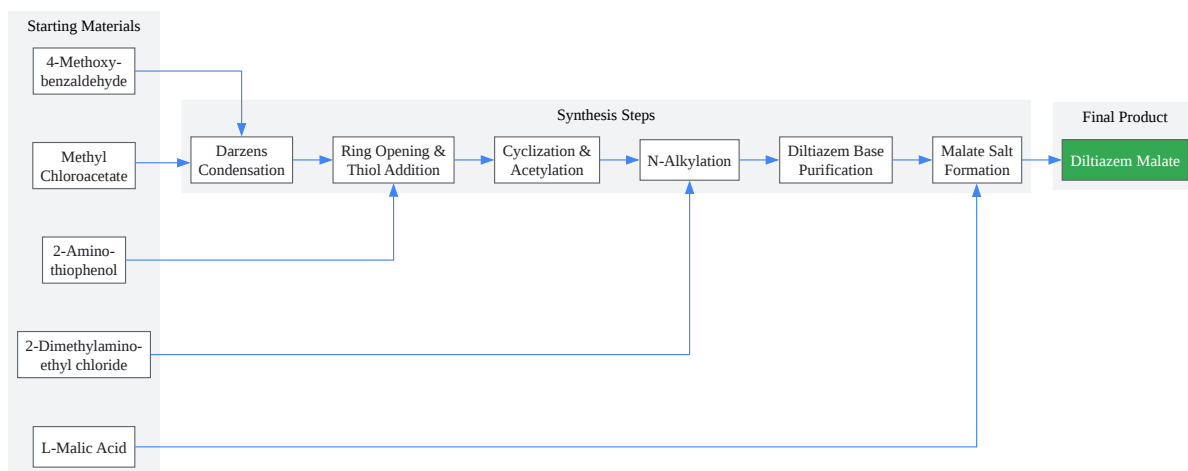 Starting Materials
4-Methoxy-
benzaldehyde
Methyl
Chloroacetate
2-Amino-
thiophenol
2-Dimethylamino-
ethyl chloride
L-Malic Acid
Synthesis Steps
Darzens
Condensation
Ring Opening &
Thiol Addition
Cyclization &
Acetylation
N-Alkylation
Diltiazem Base
Purification
Malate Salt
Formation
Final Product
Diltiazem Malate